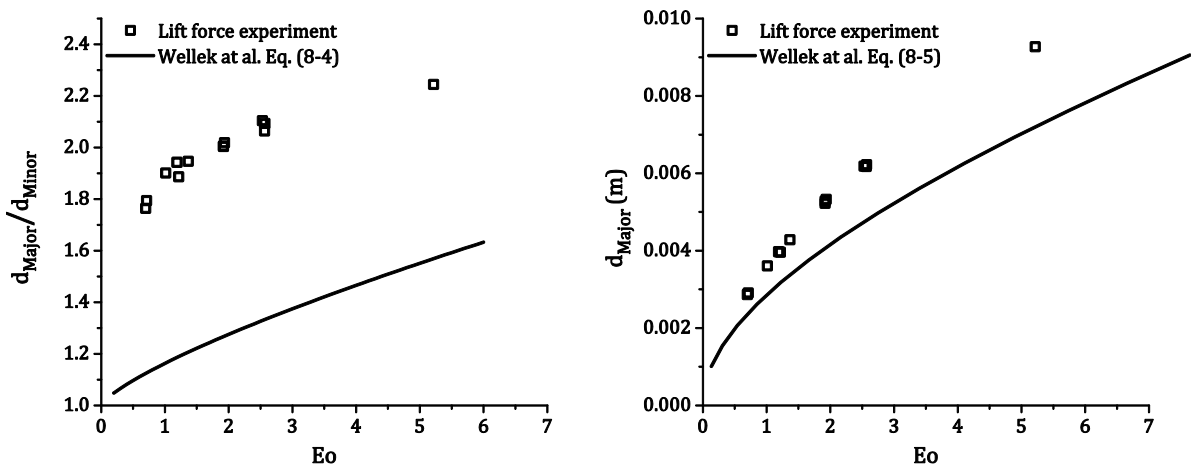 Lift force experiment
Wellek at al. Eq. (8-4)
2.4
2.2
2.0
1.8
1.6
1.4
1.2
1.0
d_Major/d_Minor
0 1 2 3 4 5 6 7
Eo
Lift force experiment
Wellek at al. Eq. (8-5)
0.010
0.008
0.006
0.004
0.002
0.000
d_Major (m)
0 1 2 3 4 5 6 7
Eo